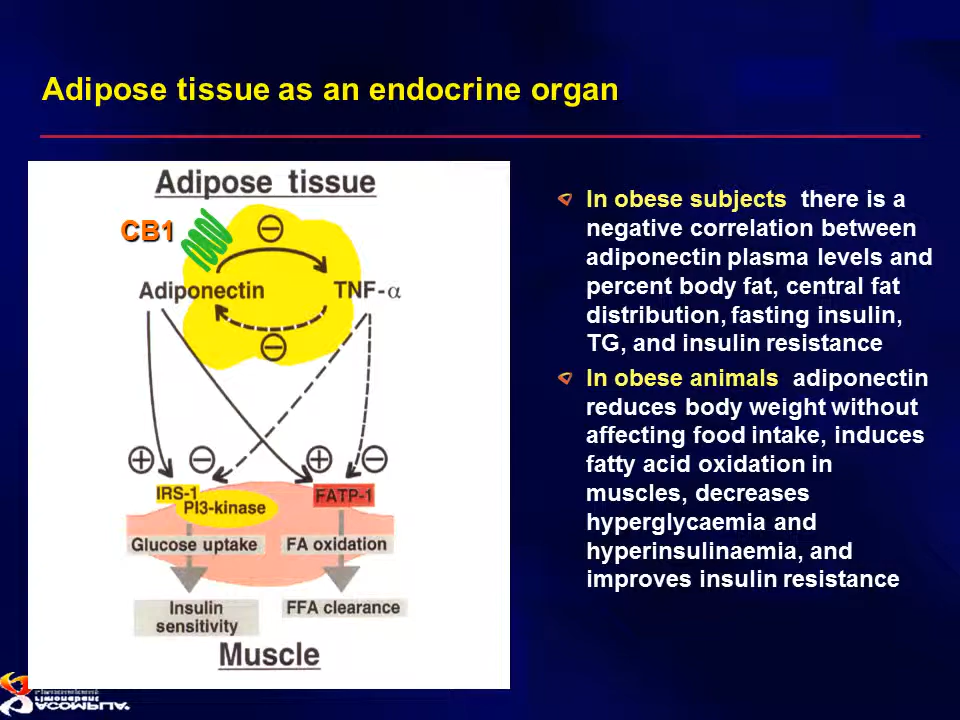 Adipose tissue as an endocrine organ
Adipose tissue
CB1
Adiponectin
TNF-α
IRS-1
PI3-kinase
FATP-1
Glucose uptake
FA oxidation
Insulin
sensitivity
FFA clearance
Muscle
In obese subjects there is a
negative correlation between
adiponectin plasma levels and
percent body fat, central fat
distribution, fasting insulin,
TG, and insulin resistance
In obese animals adiponectin
reduces body weight without
affecting food intake, induces
fatty acid oxidation in
muscles, decreases
hyperglycaemia and
hyperinsulinaemia, and
improves insulin resistance